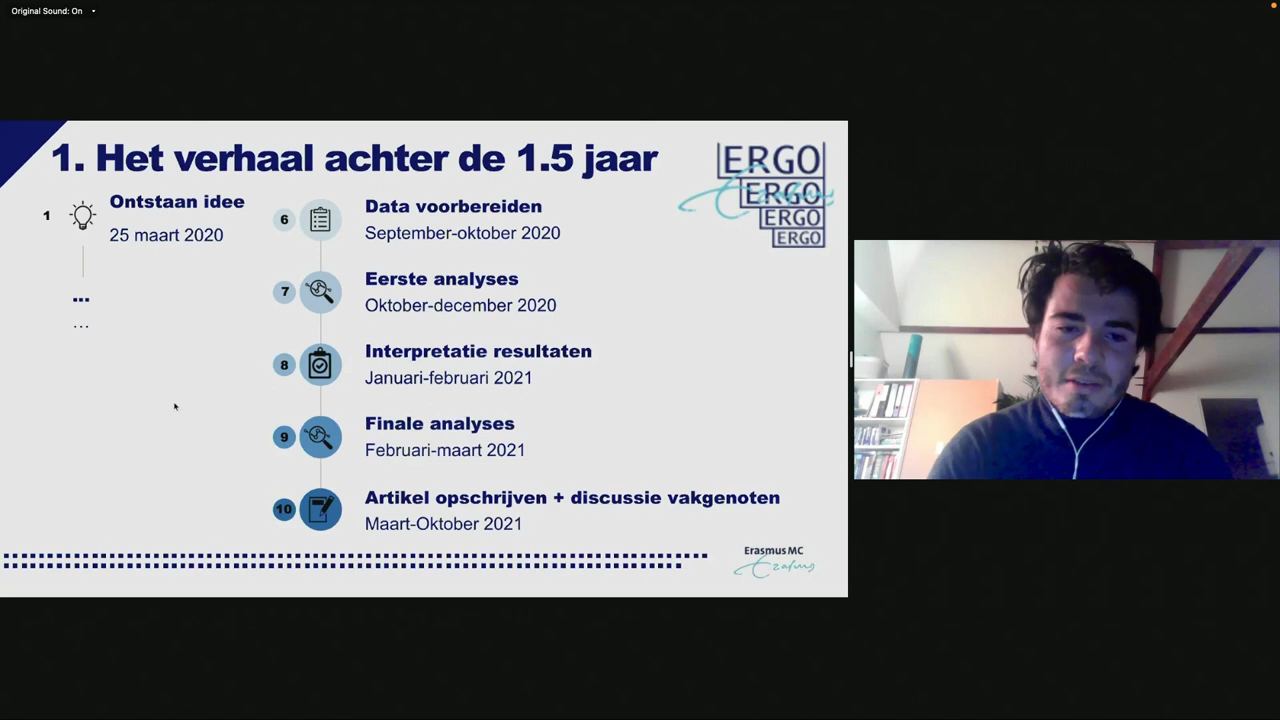 Original Sound: On
1. Het verhaal achter de 1.5 jaar
ERGO
ERGO
ERGO
ERGO
Erasmus
1
Ontstaan idee
25 maart 2020
...
...
6
Data voorbereiden
September-oktober 2020
7
Eerste analyses
Oktober-december 2020
8
Interpretatie resultaten
Januari-februari 2021
9
Finale analyses
Februari-maart 2021
10
Artikel opschrijven + discussie vakgenoten
Maart-Oktober 2021
Erasmus MC
Erasmus